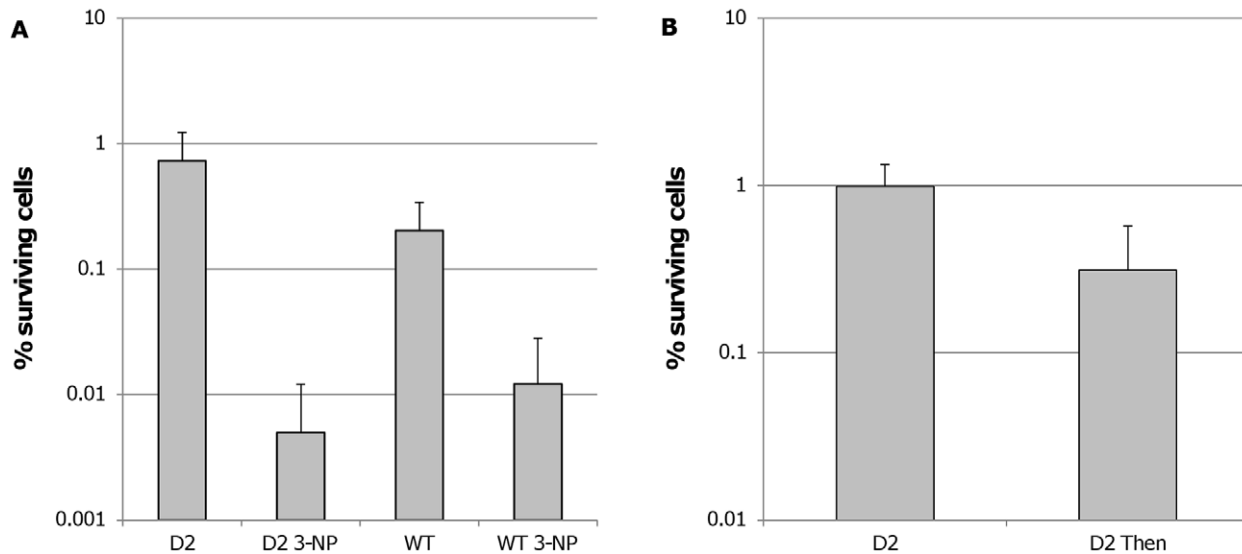 A
% surviving cells
10
1
0.1
0.01
0.001
D2
D2 3-NP
WT
WT 3-NP
B
% surviving cells
10
1
0.1
0.01
D2
D2 Then